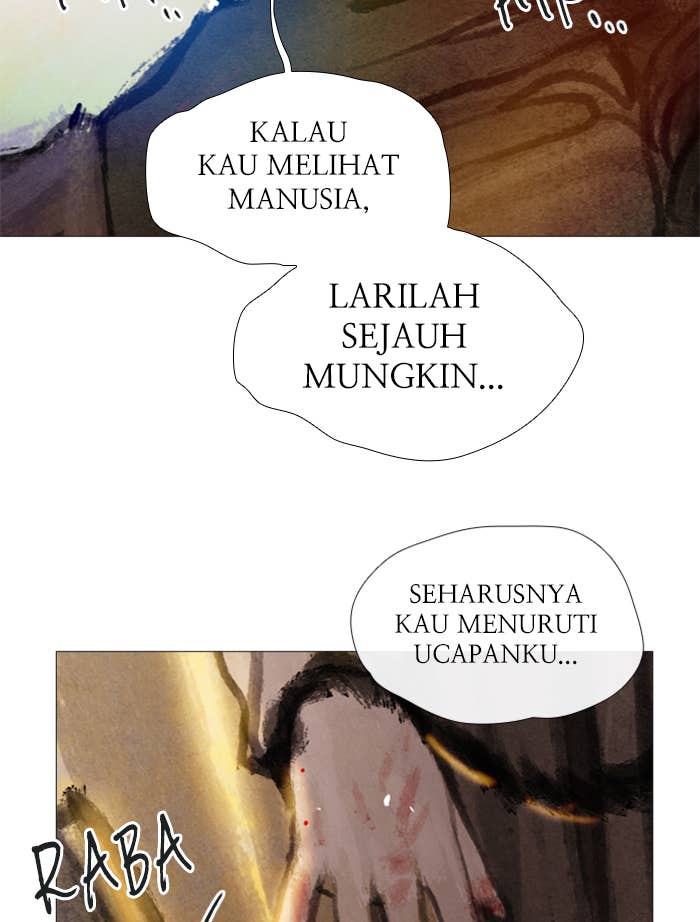 KALAU
KAU MELIHAT
MANUSIA,
LARILAH
SEJAUH
MUNGKIN...
SEHARUSNYA
KAU MENURUTI
UCAPANKU...
RABA